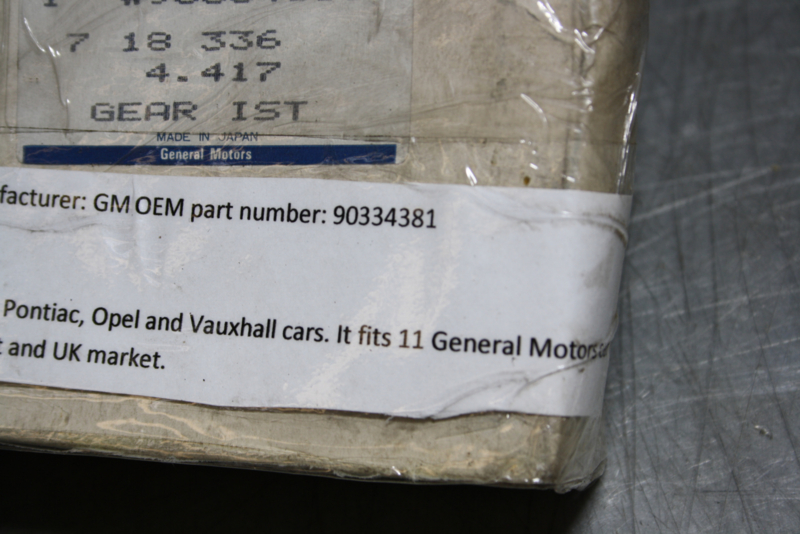 7 18 336
4.417
GEAR IST
MADE IN JAPAN
General Motors
facturer: GM OEM part number: 90334381
Pontiac, Opel and Vauxhall cars. It fits 11 General Motors
and UK market.